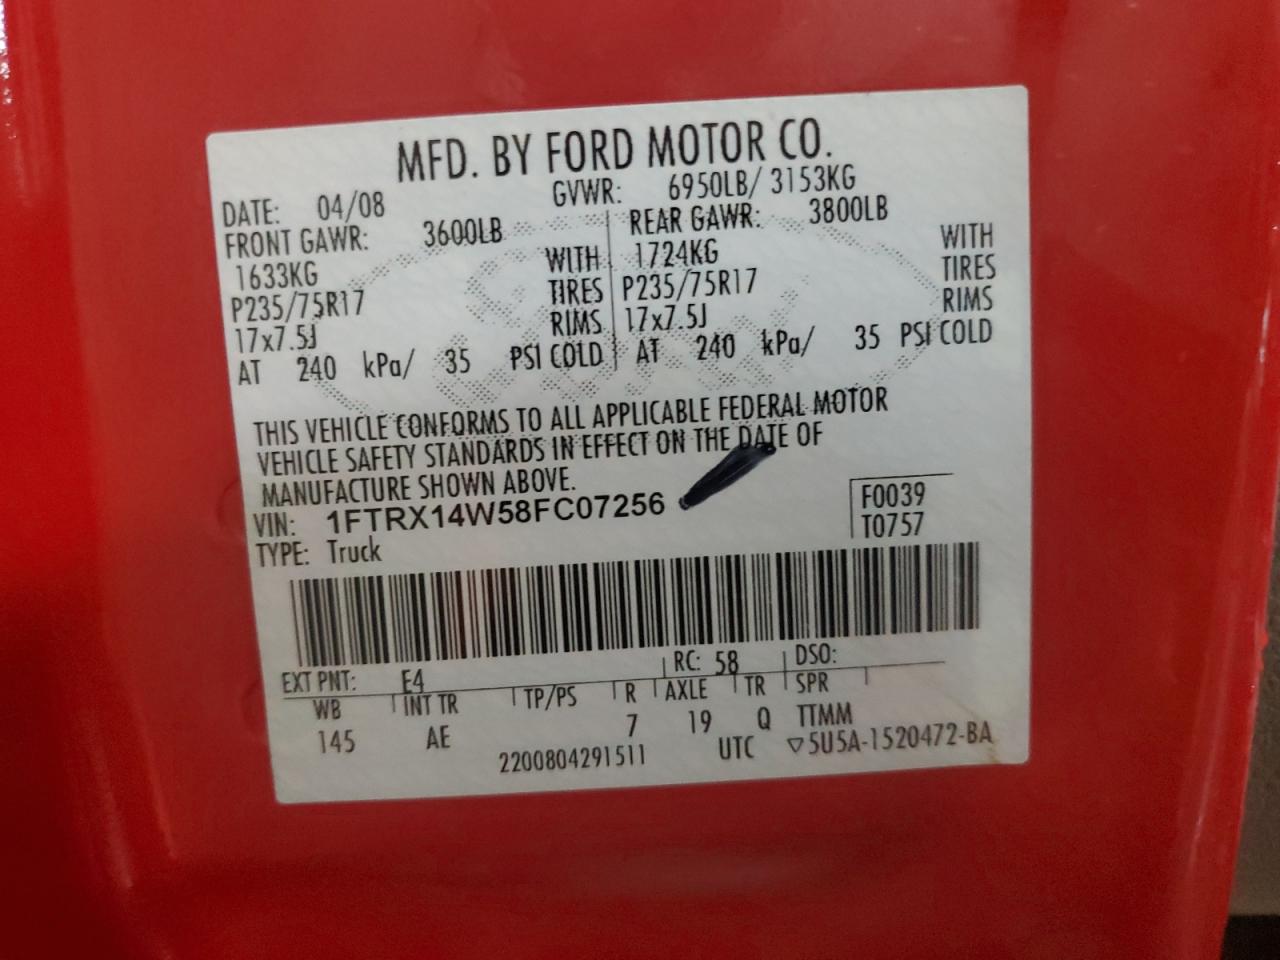 MFD. BY FORD MOTOR CO.
DATE: 04/08 GVWR: 6950LB/ 3153KG
FRONT GAWR: 3600LB REAR GAWR: 3800LB
1633KG WITH 1724KG WITH
P235/75R17 TIRES P235/75R17 TIRES
17x7.5J RIMS 17x7.5J RIMS
AT 240 kPa/ 35 PSI COLD AT 240 kPa/ 35 PSI COLD
THIS VEHICLE CONFORMS TO ALL APPLICABLE FEDERAL MOTOR
VEHICLE SAFETY STANDARDS IN EFFECT ON THE DATE OF
MANUFACTURE SHOWN ABOVE.
VIN: 1FTRX14W58FC07256 F0039
TYPE: Truck T0757
EXT PNT: E4 RC: 58 DSO:
WB INT TR TP/PS R AXLE TR SPR
145 AE 7 19 Q TTMM
2200804291511 UTC ▽5U5A-1520472-BA